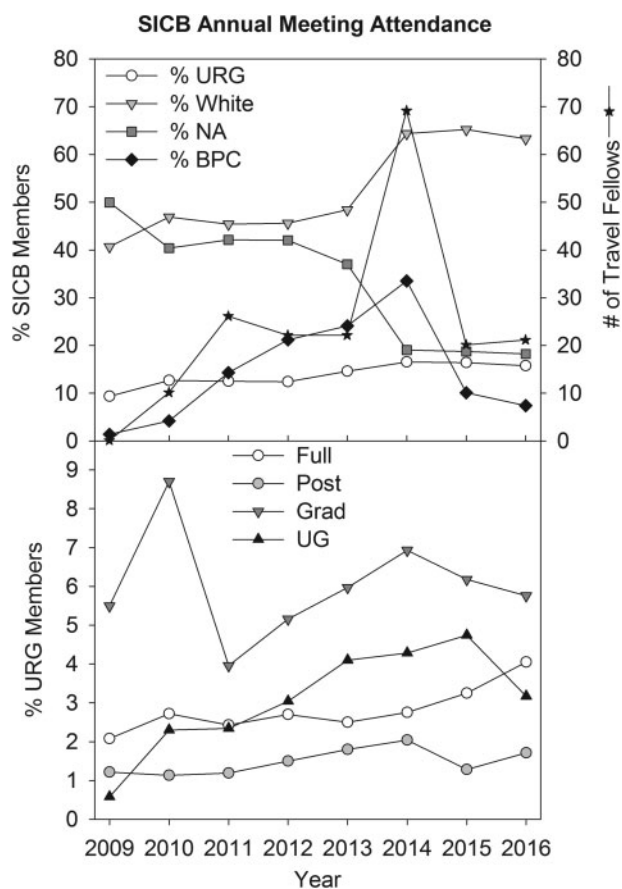 SICB Annual Meeting Attendance
80
70
60
50
40
30
20
10
0
% SICB Members
% URG
% White
% NA
% BPC
80
70
60
50
40
30
20
10
0
# of Travel Fellows
9
8
7
6
5
4
3
2
1
0
% URG Members
Full
Post
Grad
UG
2009 2010 2011 2012 2013 2014 2015 2016
Year